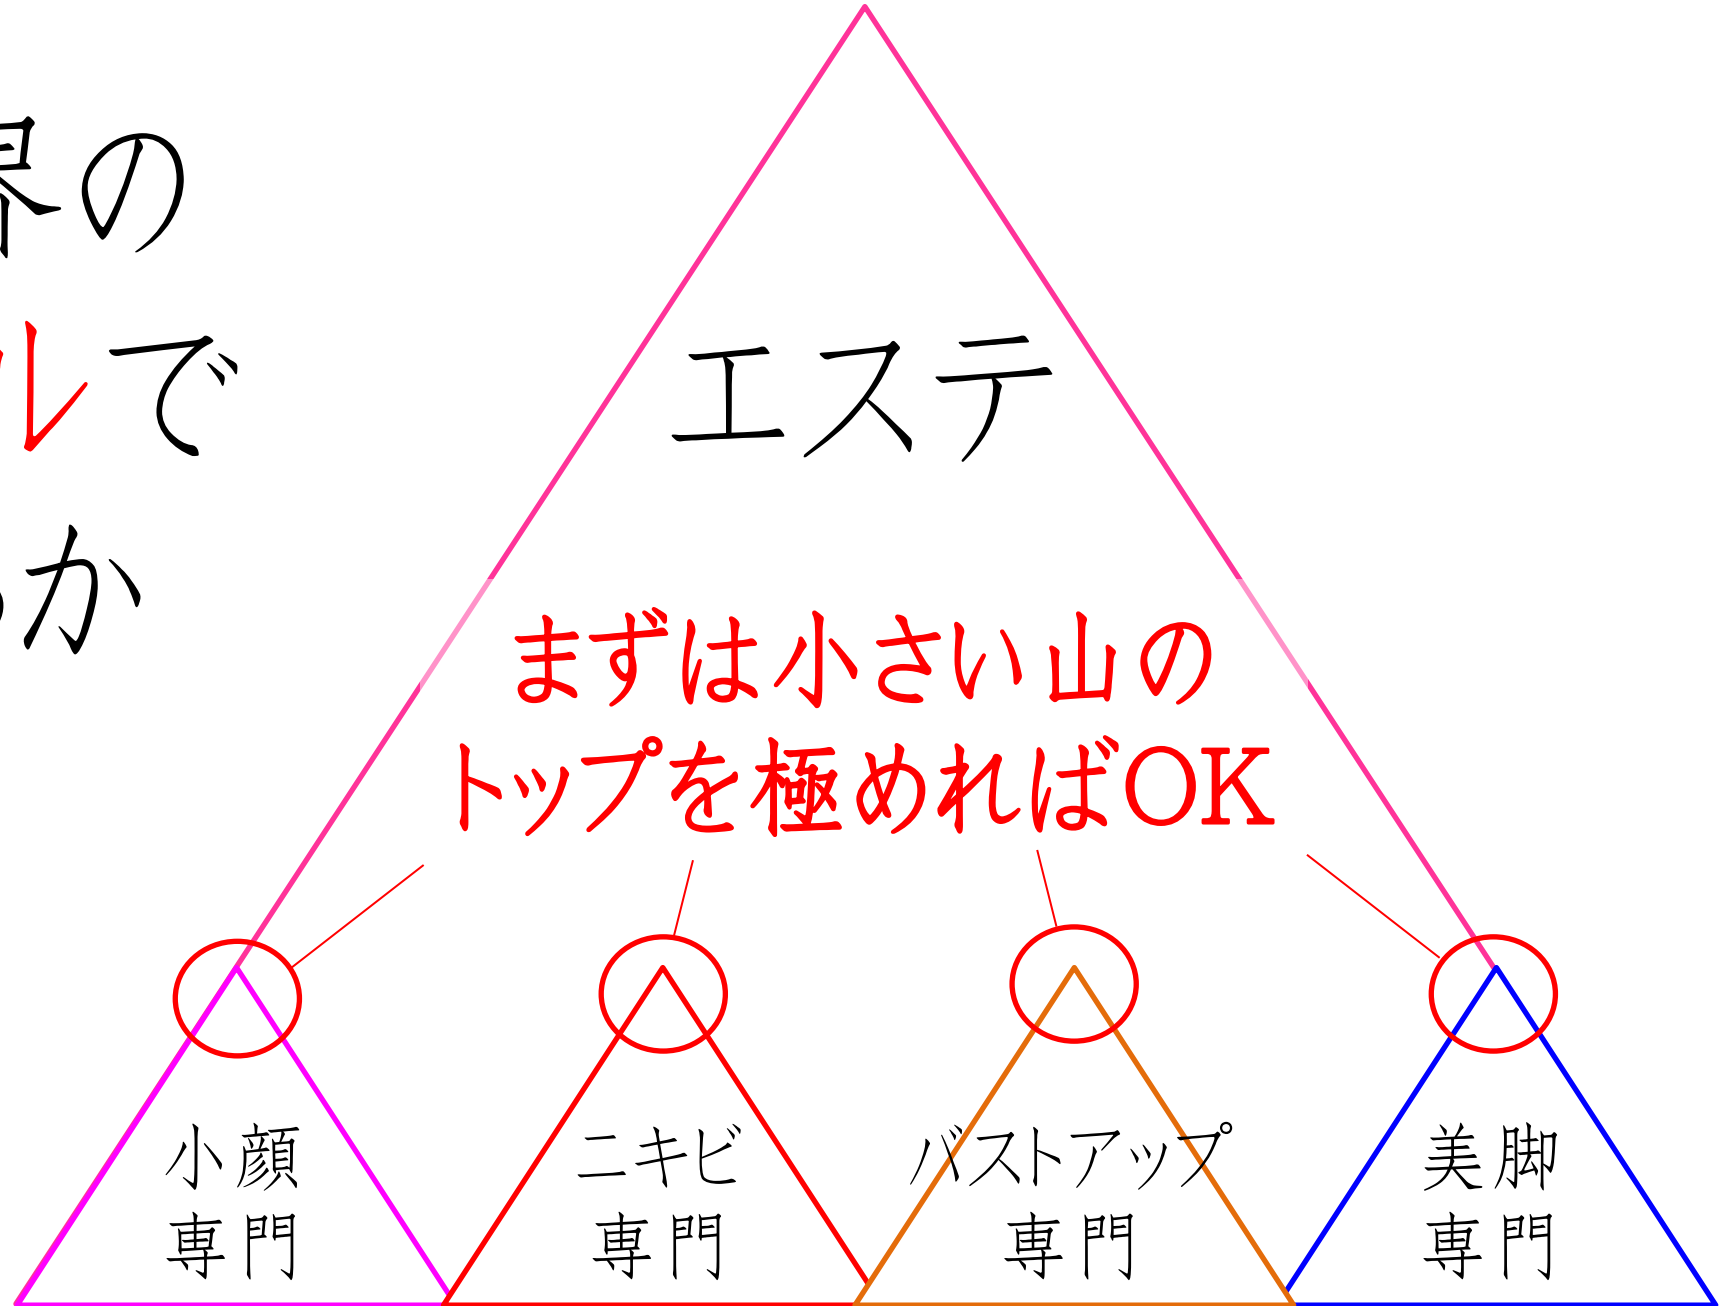 界の
ルで
か
エステ
まずは小さい山の
トップを極めればOK
小顔
専門
ニキビ
専門
バストアップ
専門
美脚
専門